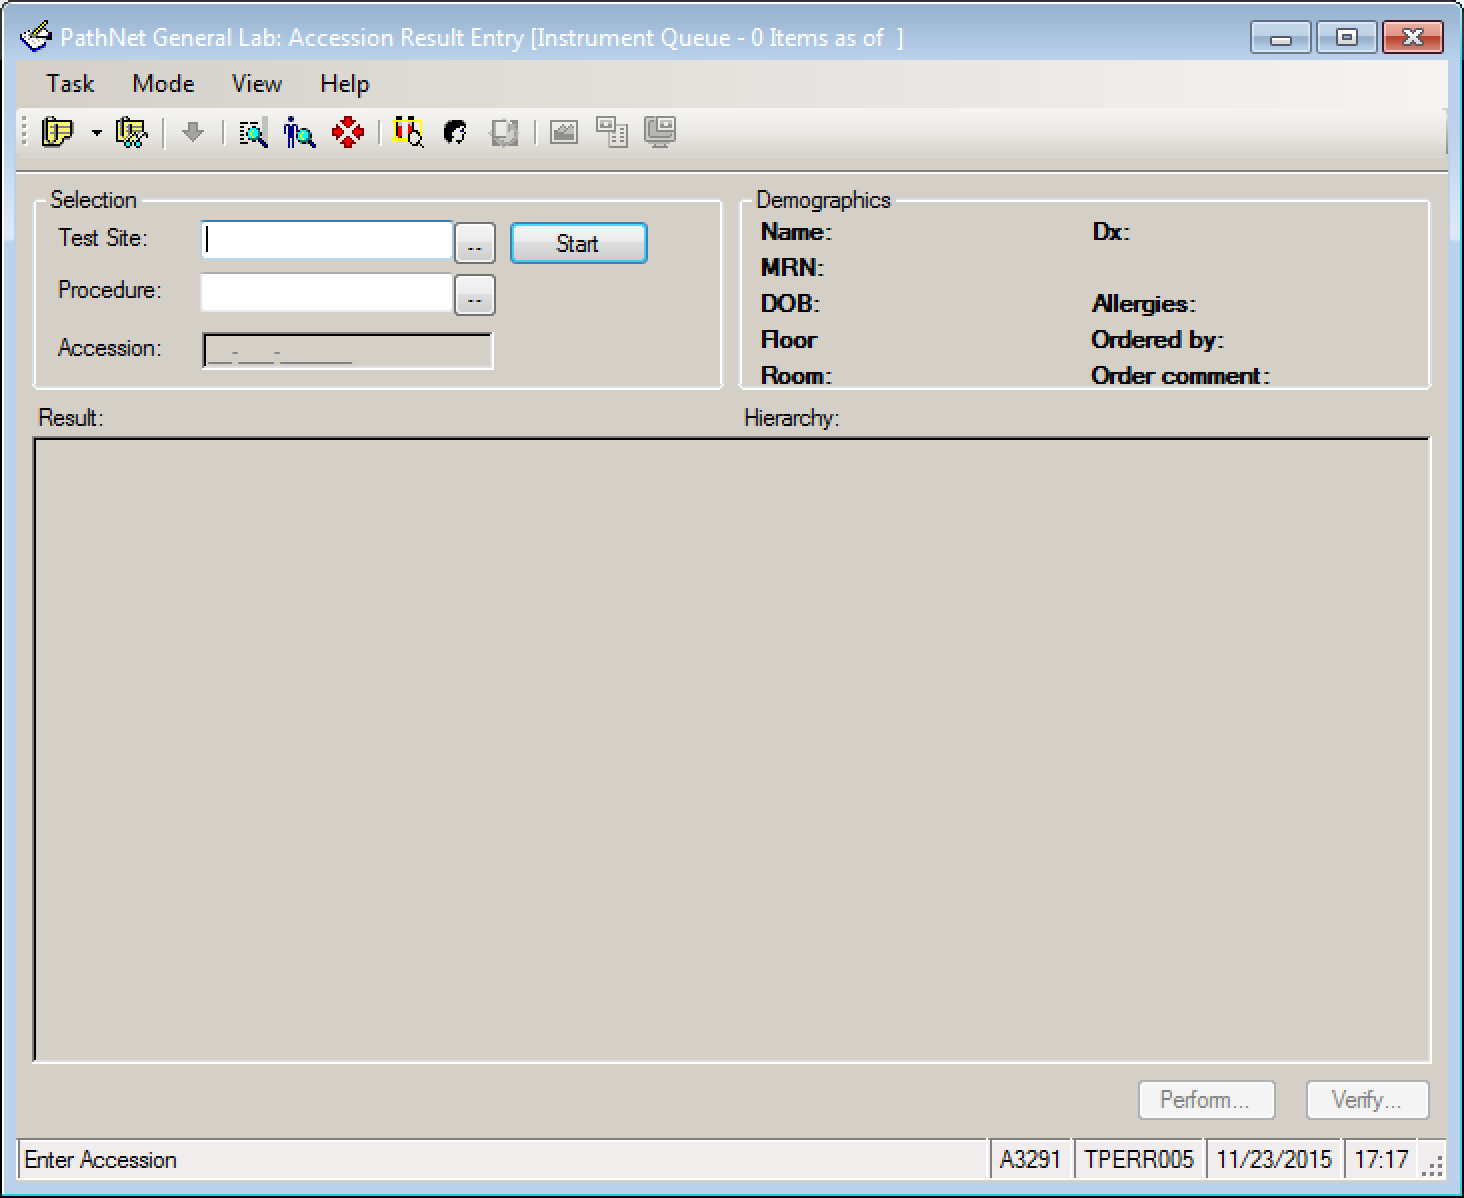 PathNet General Lab: Accession Result Entry [Instrument Queue - 0 Items as of  ]
Task Mode View Help
Selection
Test Site: .. Start
Procedure: ..
Accession: __-___-______
Demographics
Name: Dx:
MRN:
DOB: Allergies:
Floor Ordered by:
Room: Order comment:
Result: Hierarchy:
Perform... Verify...
Enter Accession A3291 TPERR005 11/23/2015 17:17